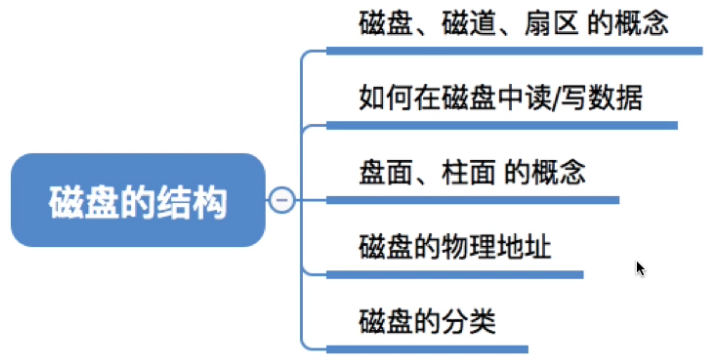 磁盘、磁道、扇区 的概念
如何在磁盘中读/写数据
磁盘的结构
盘面、柱面 的概念
磁盘的物理地址
磁盘的分类